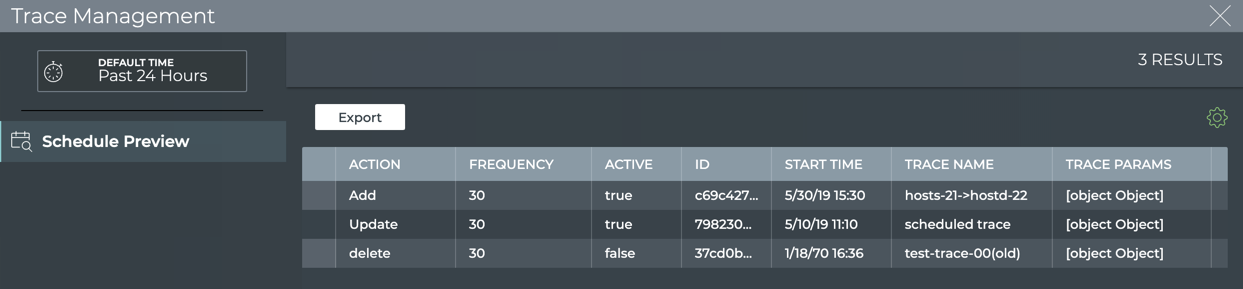 Trace Management
DEFAULT TIME
Past 24 Hours
3 RESULTS
Schedule Preview
Export
ACTION FREQUENCY ACTIVE ID START TIME TRACE NAME TRACE PARAMS
Add 30 true c69c427... 5/30/19 15:30 hosts-21->hostd-22 [object Object]
Update 30 true 798230... 5/10/19 11:10 scheduled trace [object Object]
delete 30 false 37cd0b... 1/18/70 16:36 test-trace-00(old) [object Object]